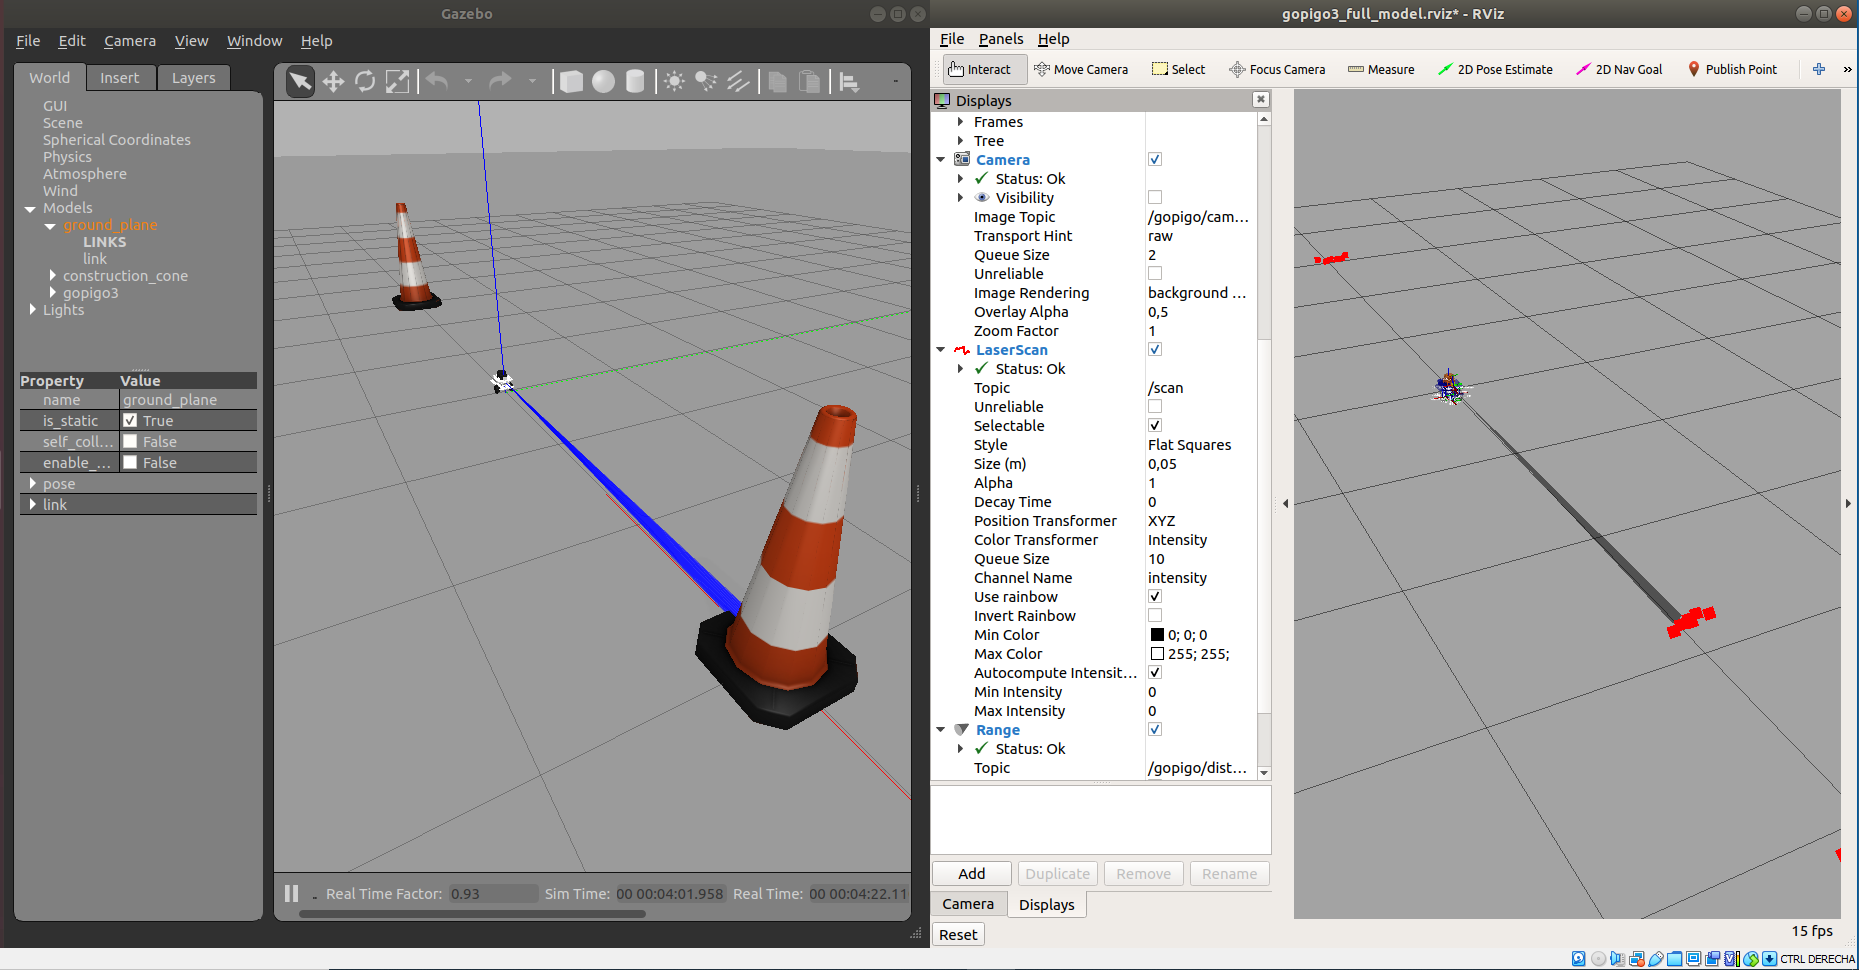 Gazebo
File Edit Camera View Window Help
World Insert Layers
GUI
Scene
Spherical Coordinates
Physics
Atmosphere
Wind
Models
ground_plane
LINKS
link
construction_cone
gopigo3
Lights
Property Value
name ground_plane
is_static True
self_coll... False
enable_... False
pose
link
Real Time Factor: 0.93 Sim Time: 00 00:04:01.958 Real Time: 00 00:04:22.11
gopigo3_full_model.rviz* - RViz
File Panels Help
Interact Move Camera Select Focus Camera Measure 2D Pose Estimate 2D Nav Goal Publish Point
Displays
Frames
Tree
Camera
Status: Ok
Visibility
Image Topic /gopigo/cam...
Transport Hint raw
Queue Size 2
Unreliable
Image Rendering background ...
Overlay Alpha 0,5
Zoom Factor 1
LaserScan
Status: Ok
Topic /scan
Unreliable
Selectable
Style Flat Squares
Size (m) 0,05
Alpha 1
Decay Time 0
Position Transformer XYZ
Color Transformer Intensity
Queue Size 10
Channel Name intensity
Use rainbow
Invert Rainbow
Min Color 0; 0; 0
Max Color 255; 255;
Autocompute Intensit...
Min Intensity 0
Max Intensity 0
Range
Status: Ok
Topic /gopigo/dist...
Add Duplicate Remove Rename
Camera Displays
Reset
15 fps
CTRL DERECHA